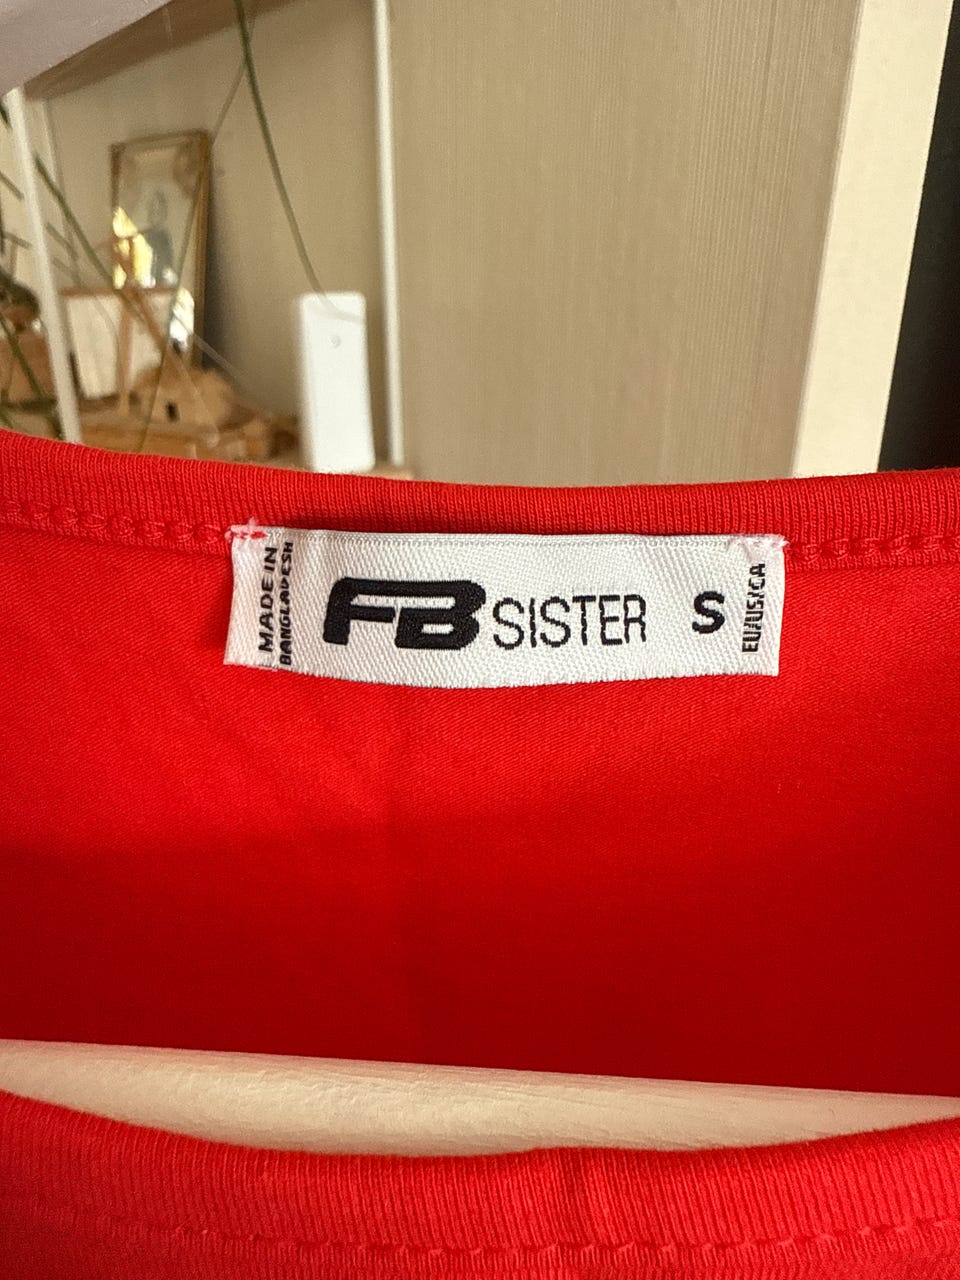 MADE IN
BANGLADESH
FB SISTER
S
EU/US/CA